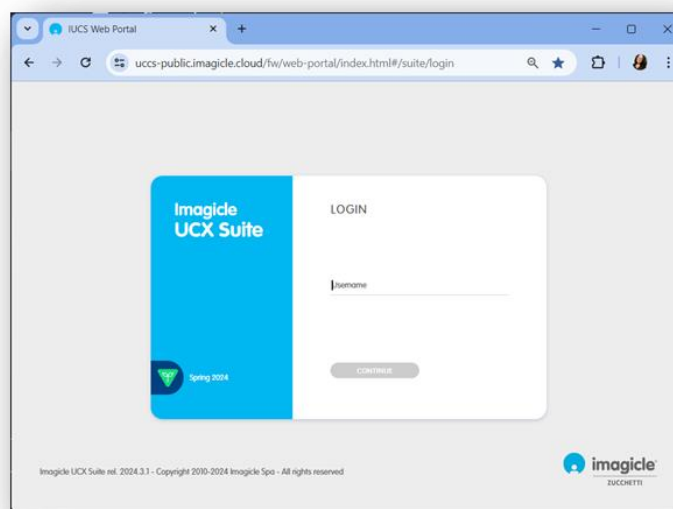 IUCS Web Portal
uccs-public.imagicle.cloud/fw/web-portal/index.html#/suite/login
Imagicle
UCX Suite
Spring 2024
LOGIN
Username
CONTINUE
Imagicle UCX Suite rel. 2024.3.1 - Copyright 2010-2024 Imagicle Spa - All rights reserved
imagicle
ZUCCHETTI